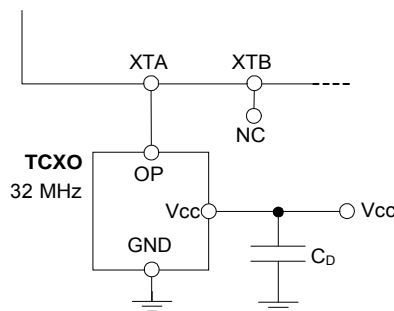 XTA
XTB
NC
TCXO
32 MHz
OP
Vcc
Vcc
GND
CD